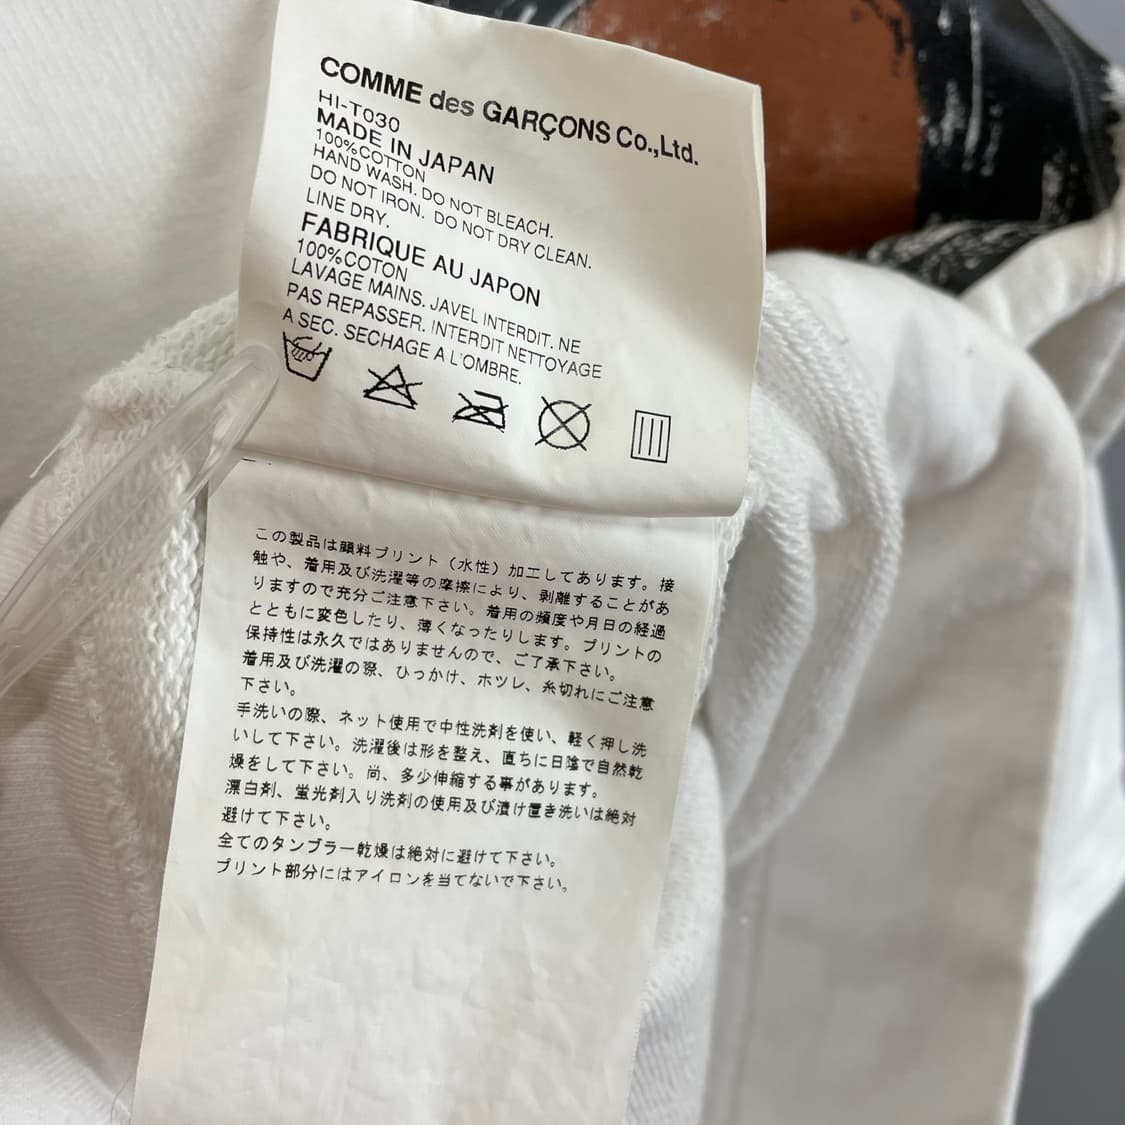 COMME des GARÇONS Co.,Ltd.
HI-T030
MADE IN JAPAN
100%COTTON
HAND WASH. DO NOT BLEACH.
DO NOT IRON. DO NOT DRY CLEAN.
LINE DRY.
FABRIQUE AU JAPON
100%COTON
LAVAGE MAINS. JAVEL INTERDIT. NE
PAS REPASSER. INTERDIT NETTOYAGE
A SEC. SECHAGE A L'OMBRE.
この製品は顔料プリント（水性）加工してあります。接
触や、着用及び洗濯等の摩擦により、剥離することがあ
りますので充分ご注意下さい。着用の頻度や月日の経過
とともに変色したり、薄くなったりします。プリントの
保持性は永久ではありませんので、ご了承下さい。
着用及び洗濯の際、ひっかけ、ホツレ、糸切れにご注意
下さい。
手洗いの際、ネット使用で中性洗剤を使い、軽く押し洗
いして下さい。洗濯後は形を整え、直ちに日陰で自然乾
燥をして下さい。尚、多少伸縮する事があります。
漂白剤、蛍光剤入り洗剤の使用及び漬け置き洗いは絶対
避けて下さい。
全てのタンブラー乾燥は絶対に避けて下さい。
プリント部分にはアイロンを当てないで下さい。